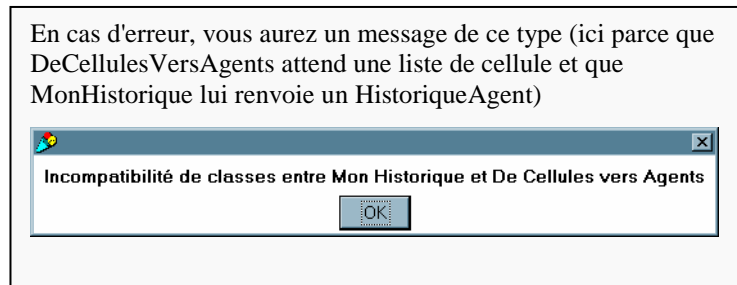 En cas d'erreur, vous aurez un message de ce type (ici parce que
DeCellulesVersAgents attend une liste de cellule et que
MonHistorique lui renvoie un HistoriqueAgent)
Incompatibilité de classes entre Mon Historique et De Cellules vers Agents
OK